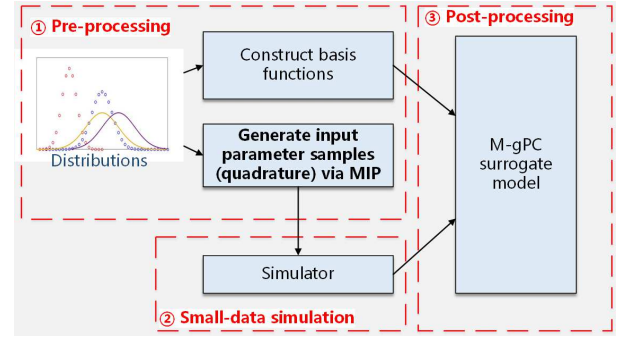 ① Pre-processing
③ Post-processing
Construct basis
functions
Distributions
Generate input
parameter samples
(quadrature) via MIP
M-gPC
surrogate
model
Simulator
② Small-data simulation